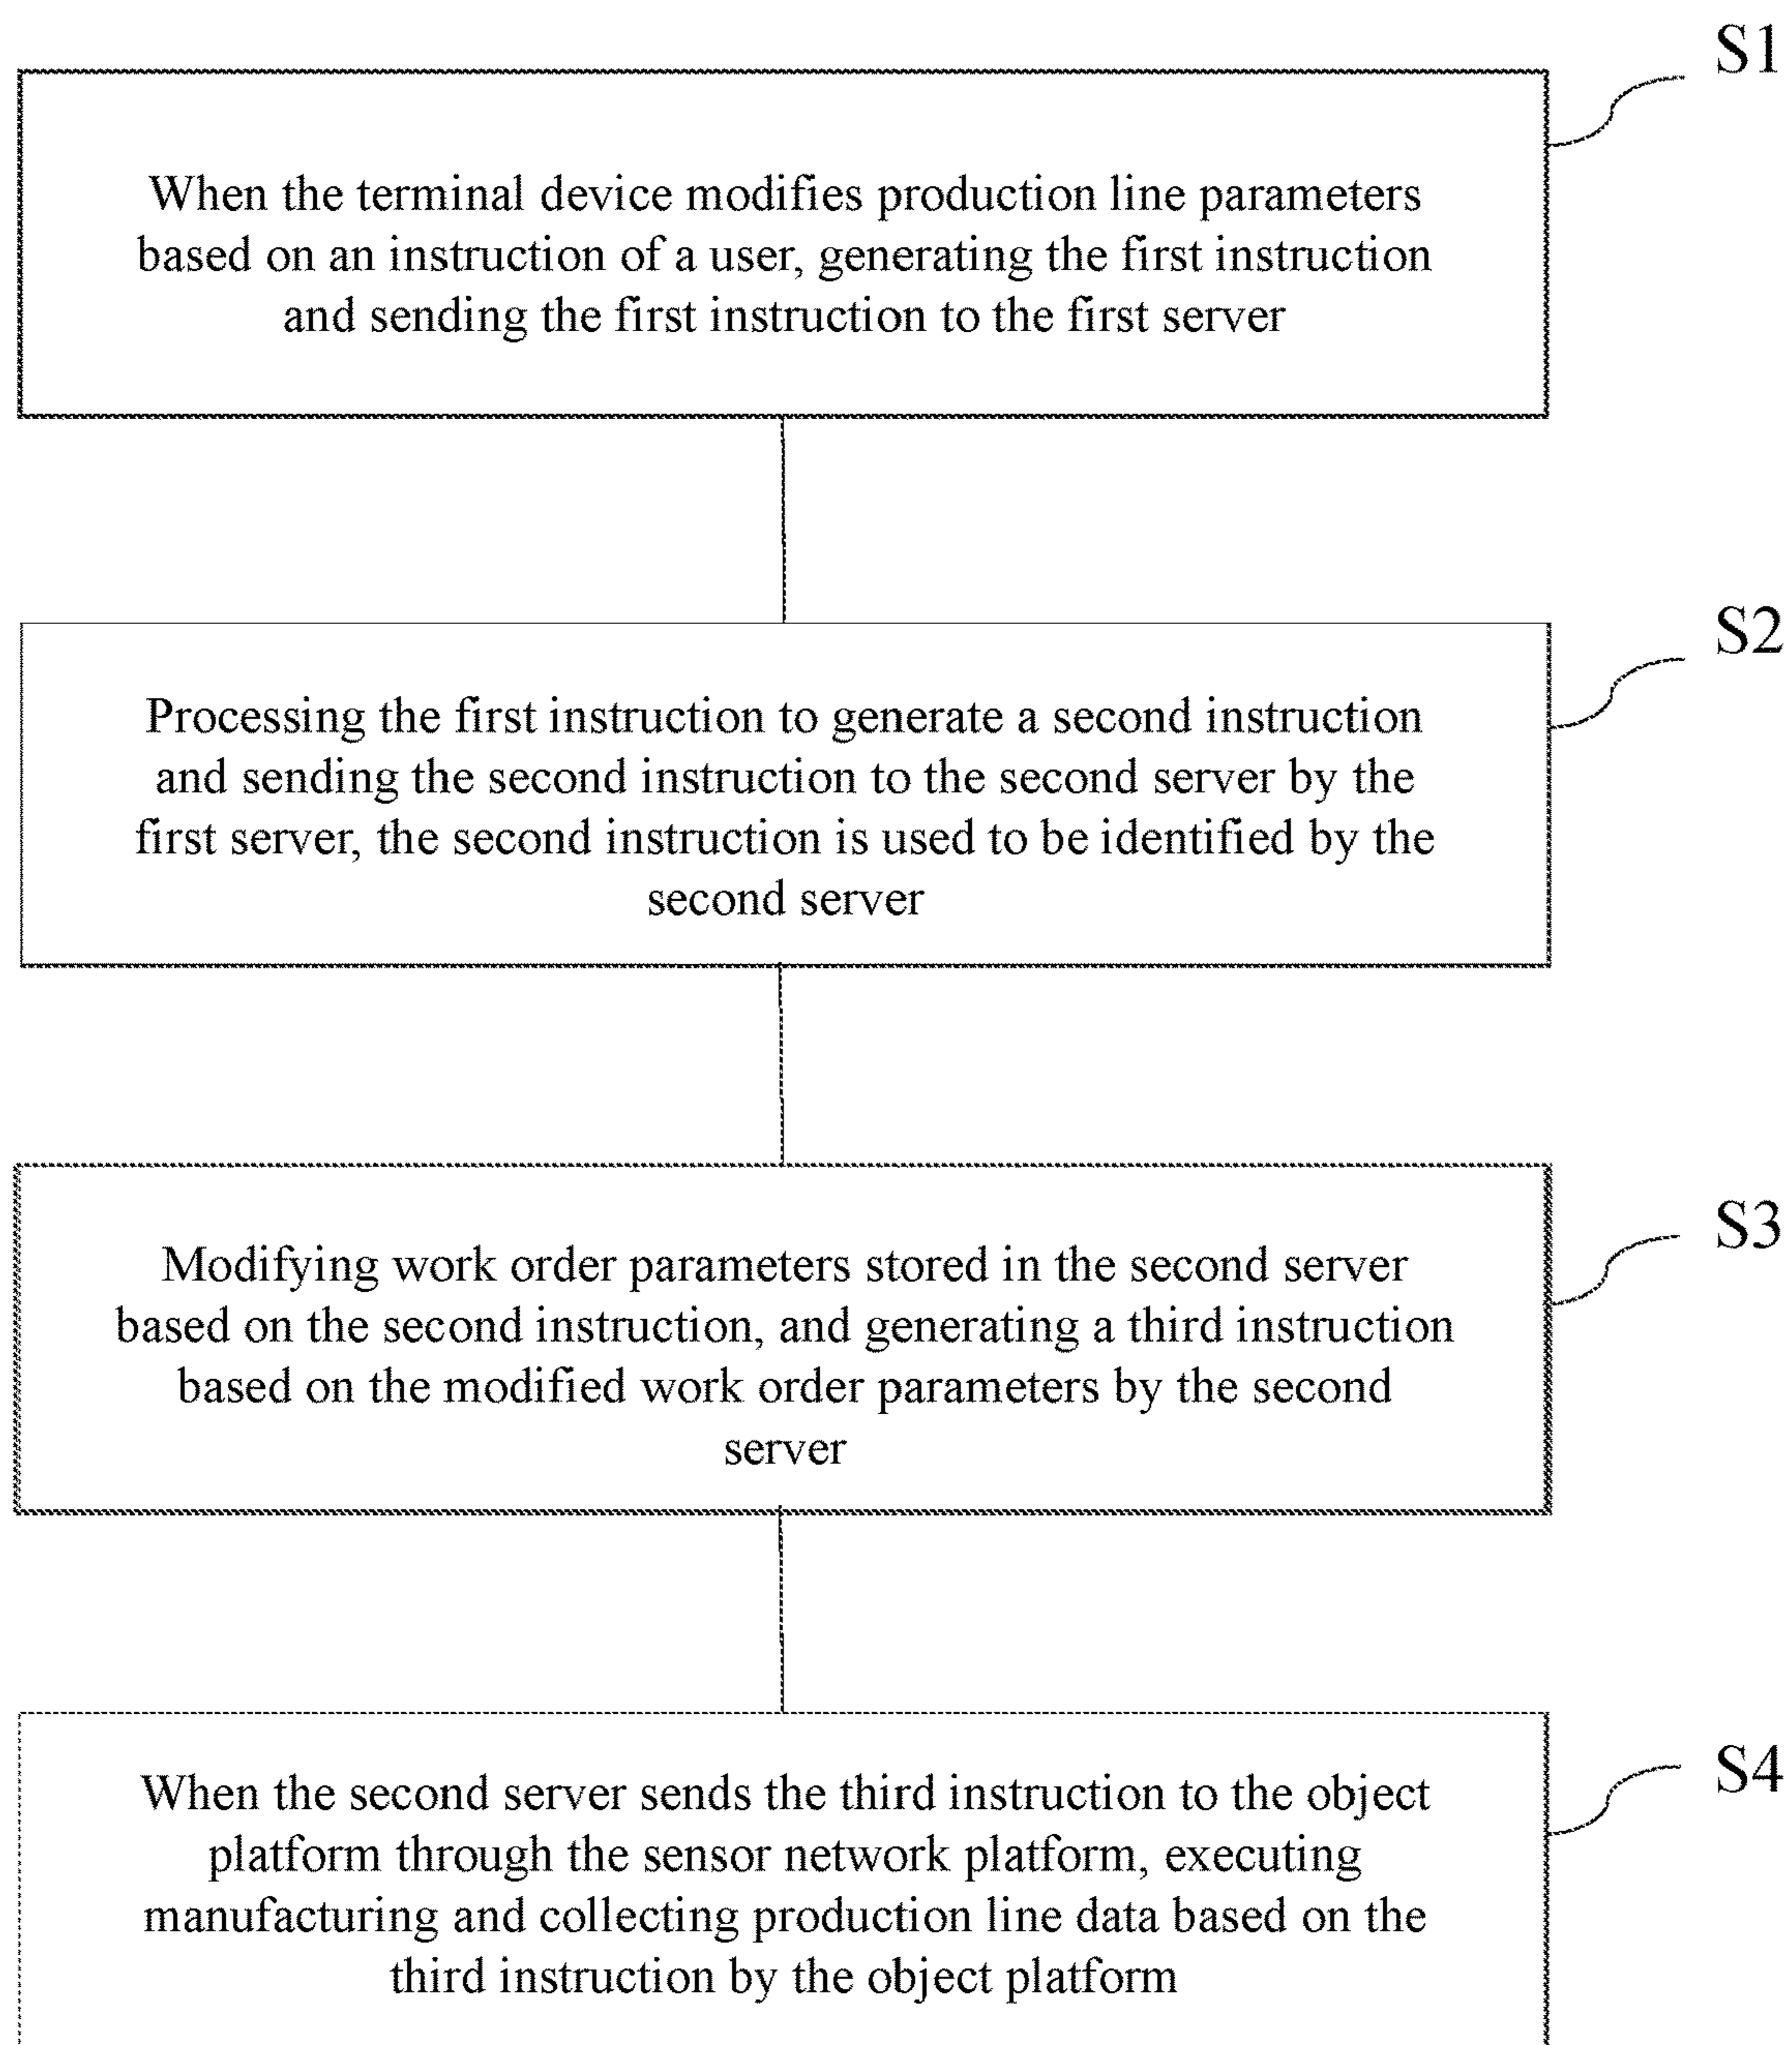 S1
When the terminal device modifies production line parameters
based on an instruction of a user, generating the first instruction
and sending the first instruction to the first server
S2
Processing the first instruction to generate a second instruction
and sending the second instruction to the second server by the
first server, the second instruction is used to be identified by the
second server
S3
Modifying work order parameters stored in the second server
based on the second instruction, and generating a third instruction
based on the modified work order parameters by the second
server
S4
When the second server sends the third instruction to the object
platform through the sensor network platform, executing
manufacturing and collecting production line data based on the
third instruction by the object platform